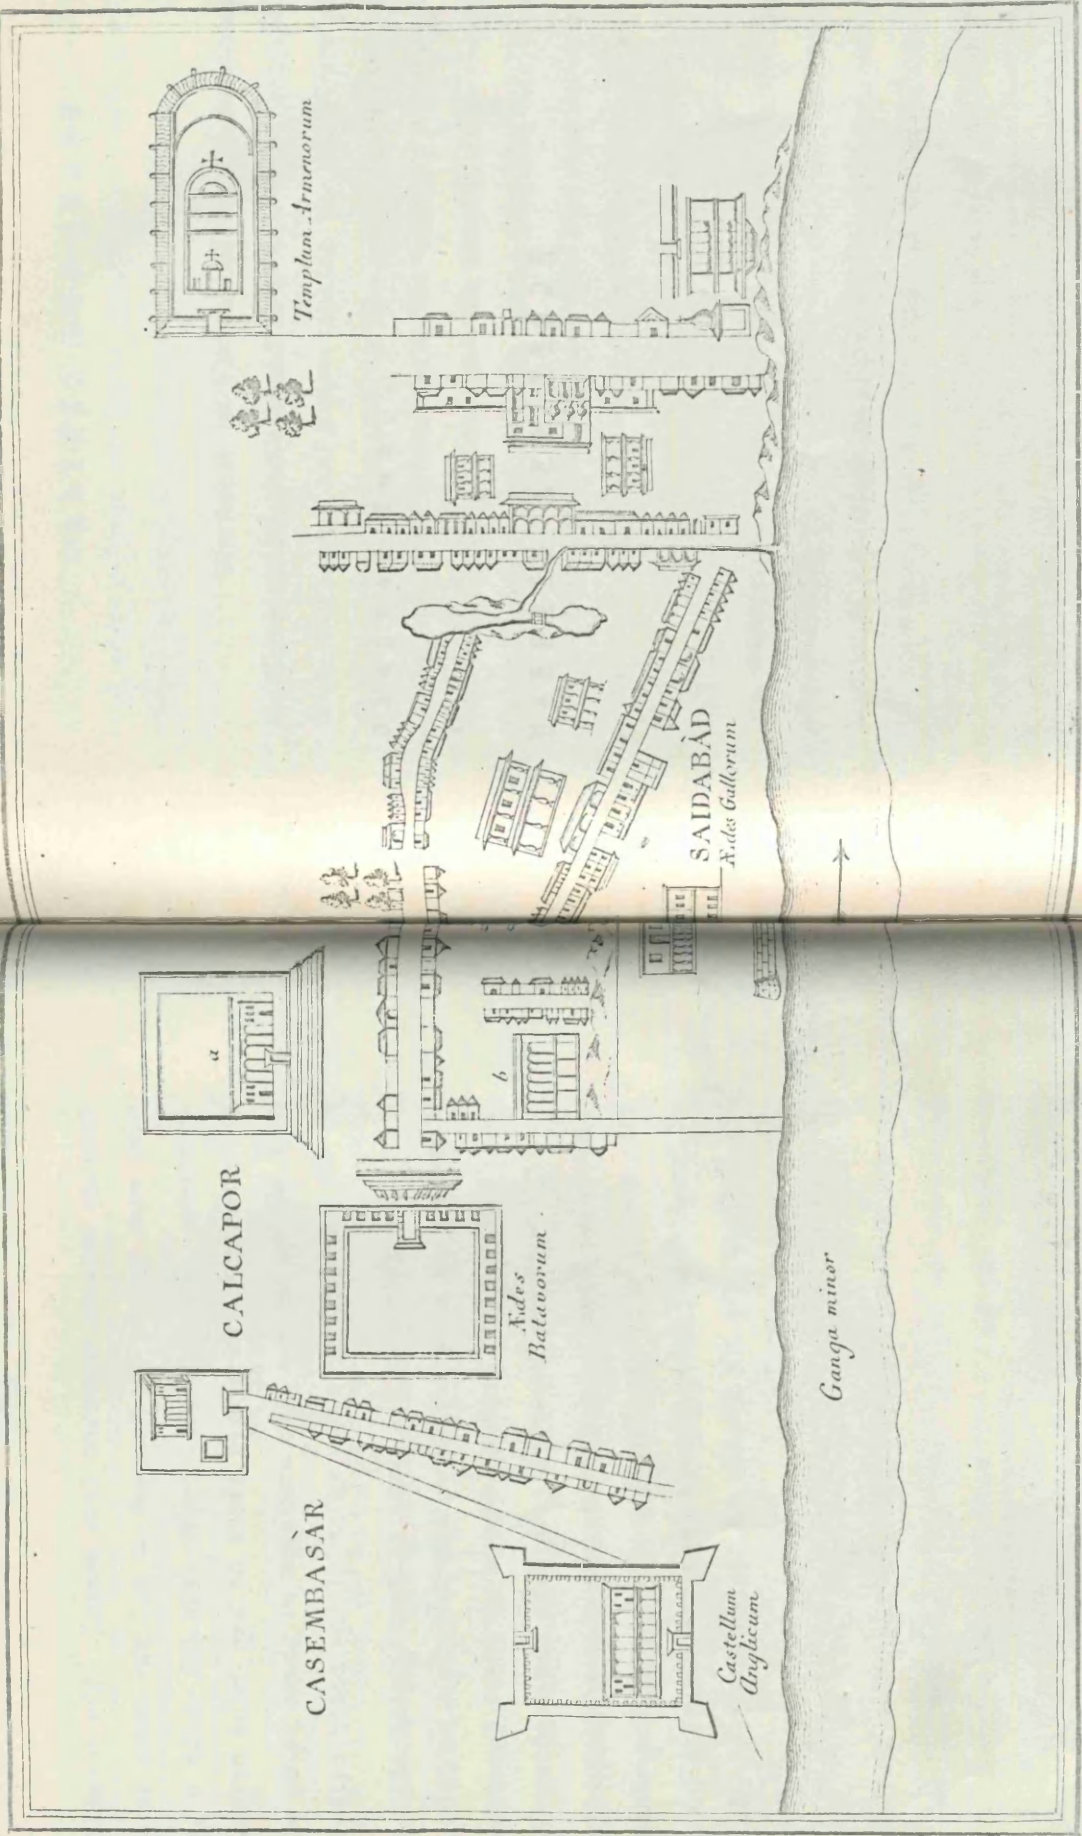 CASEMBASÀR
CALCAPOR
a
Templum Armenorum
Ædes
Batavorum
b
Castellum
Anglicum
SAIDABÀD
Ædes Gallorum
Ganga minor